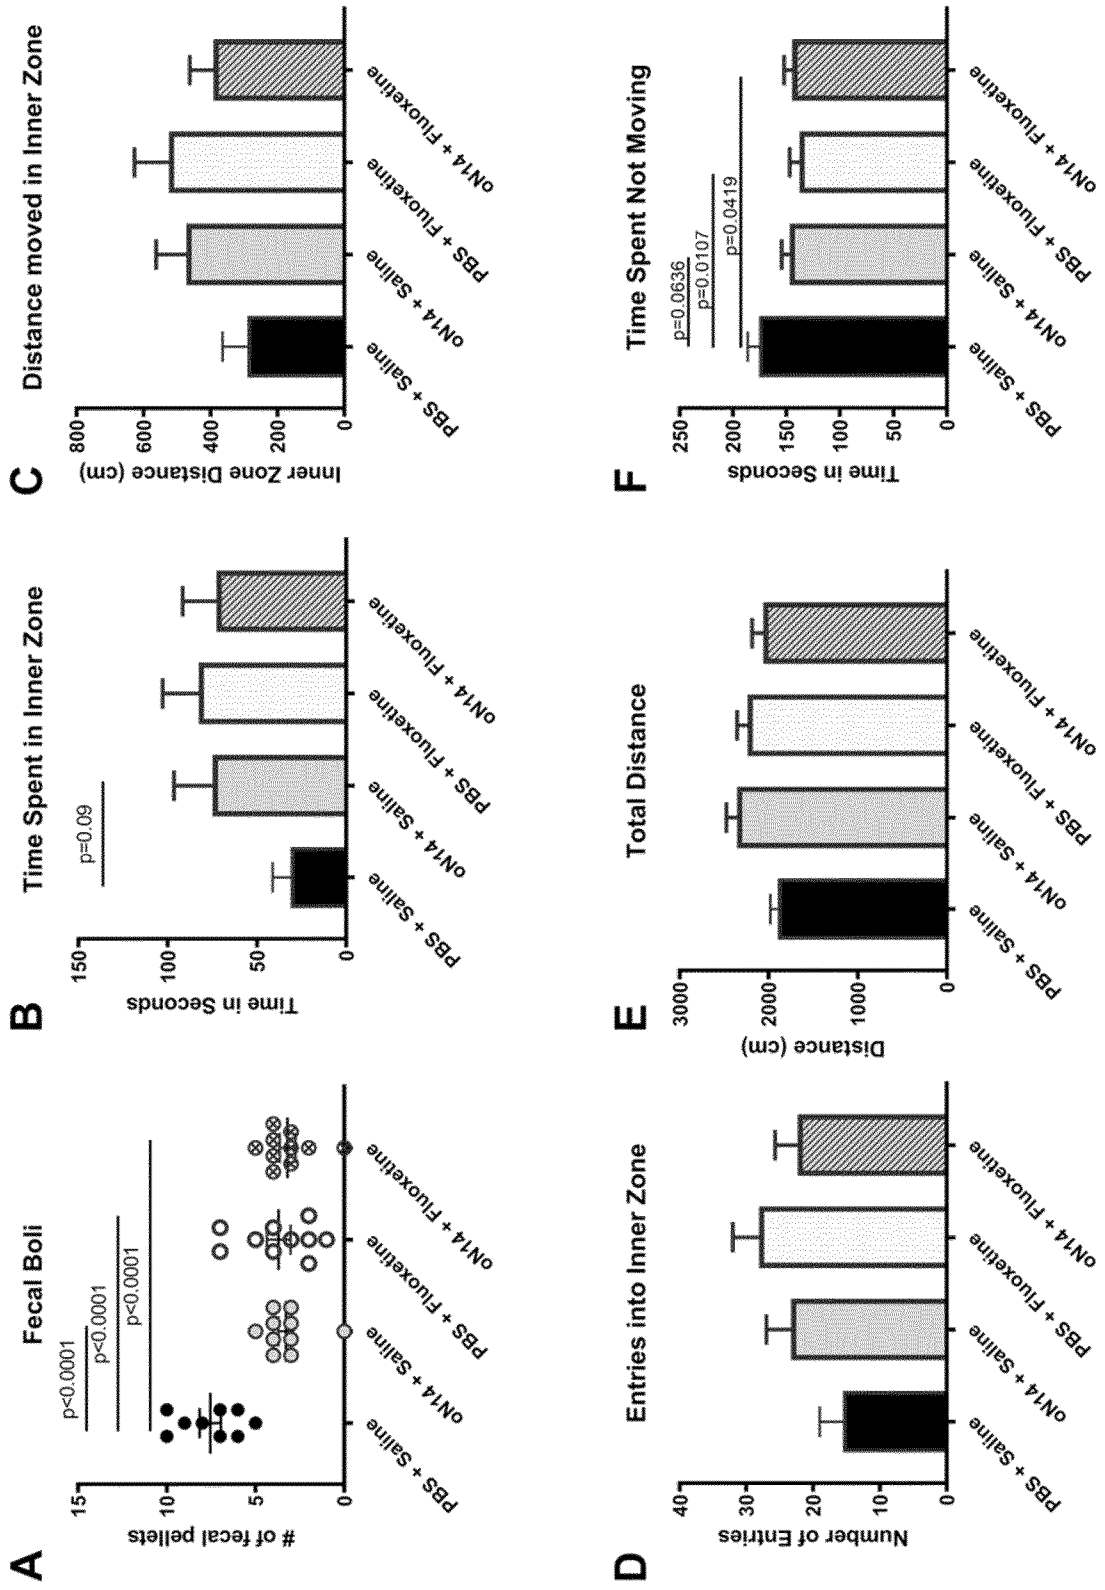 A
Fecal Boli
p<0.0001
p<0.0001
p<0.0001
# of fecal pellets
15
10
5
0
PBS + Saline
oN14 + Saline
PBS + Fluoxetine
oN14 + Fluoxetine
B
Time Spent in Inner Zone
p=0.09
Time in Seconds
150
100
50
0
PBS + Saline
oN14 + Saline
PBS + Fluoxetine
oN14 + Fluoxetine
C
Distance moved in Inner Zone
Inner Zone Distance (cm)
800
600
400
200
0
PBS + Saline
oN14 + Saline
PBS + Fluoxetine
oN14 + Fluoxetine
D
Entries into Inner Zone
Number of Entries
40
30
20
10
0
PBS + Saline
oN14 + Saline
PBS + Fluoxetine
oN14 + Fluoxetine
E
Total Distance
Distance (cm)
3000
2000
1000
0
PBS + Saline
oN14 + Saline
PBS + Fluoxetine
oN14 + Fluoxetine
F
Time Spent Not Moving
p=0.0636
p=0.0107
p=0.0419
Time in Seconds
250
200
150
100
50
0
PBS + Saline
oN14 + Saline
PBS + Fluoxetine
oN14 + Fluoxetine